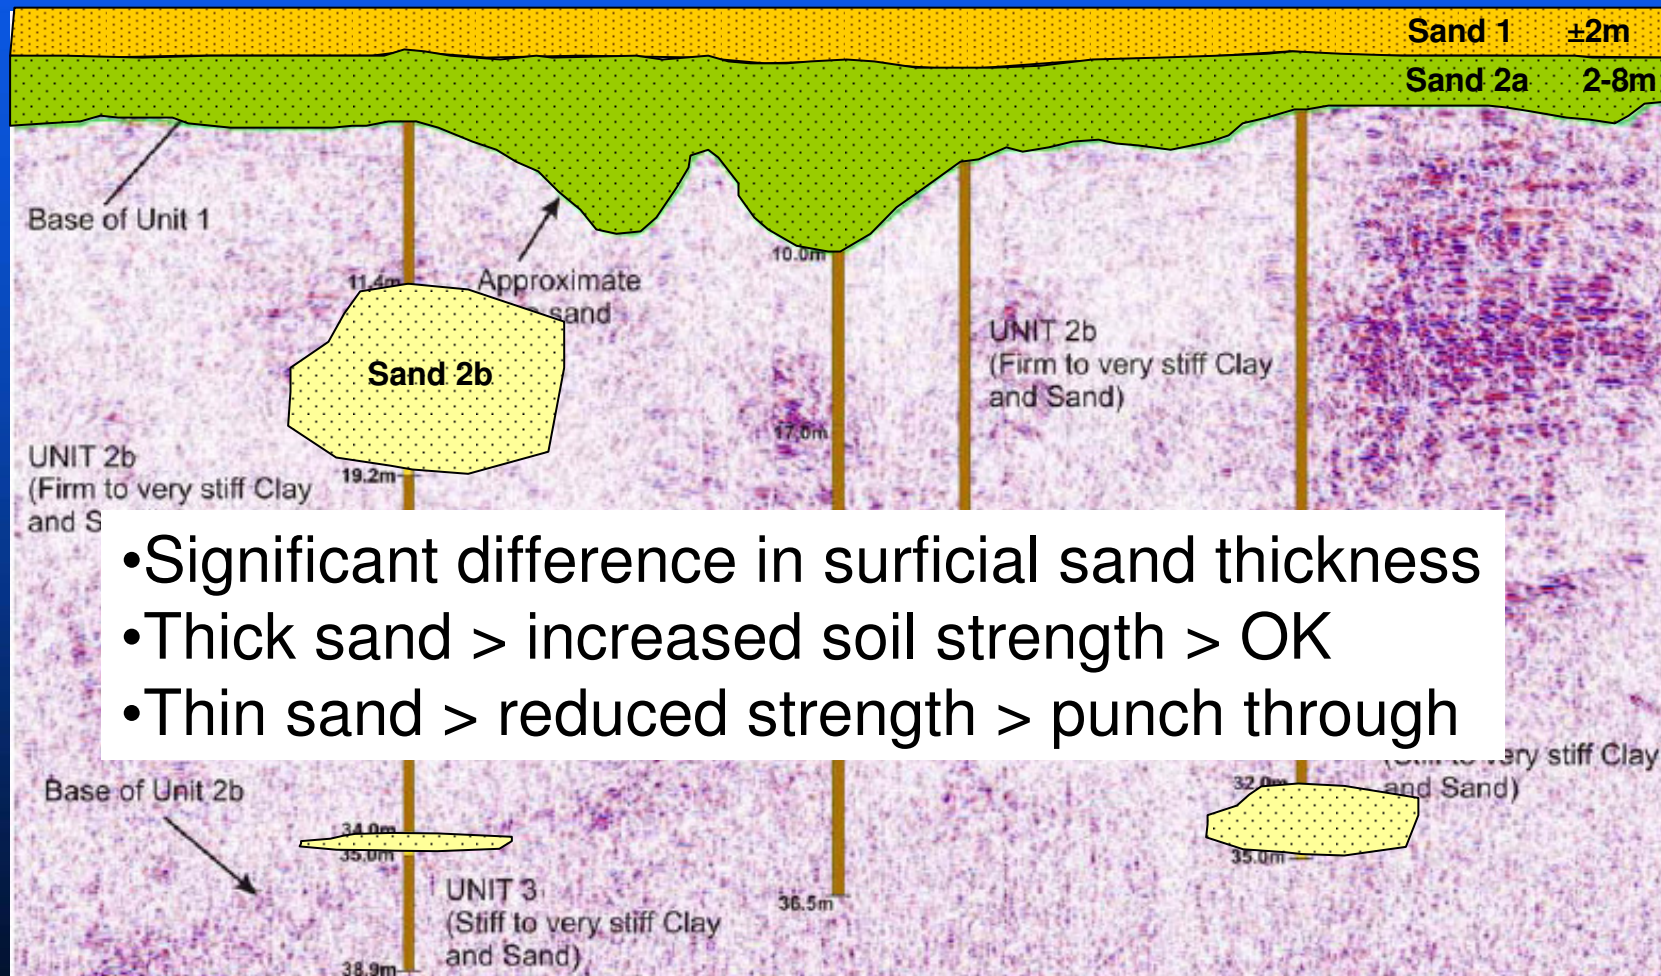 Sand 1 ±2m
Sand 2a 2-8m
Base of Unit 1
10.0m
11.4m
Approximate
sand
UNIT 2b
(Firm to very stiff Clay
and Sand)
Sand 2b
17.0m
UNIT 2b
(Firm to very stiff Clay
and S
19.2m
•Significant difference in surficial sand thickness
•Thick sand > increased soil strength > OK
•Thin sand > reduced strength > punch through
very stiff Clay
and Sand)
Base of Unit 2b
32.0m
34.0m
35.0m
35.0m
UNIT 3
(Stiff to very stiff Clay
and Sand)
36.5m
38.9m